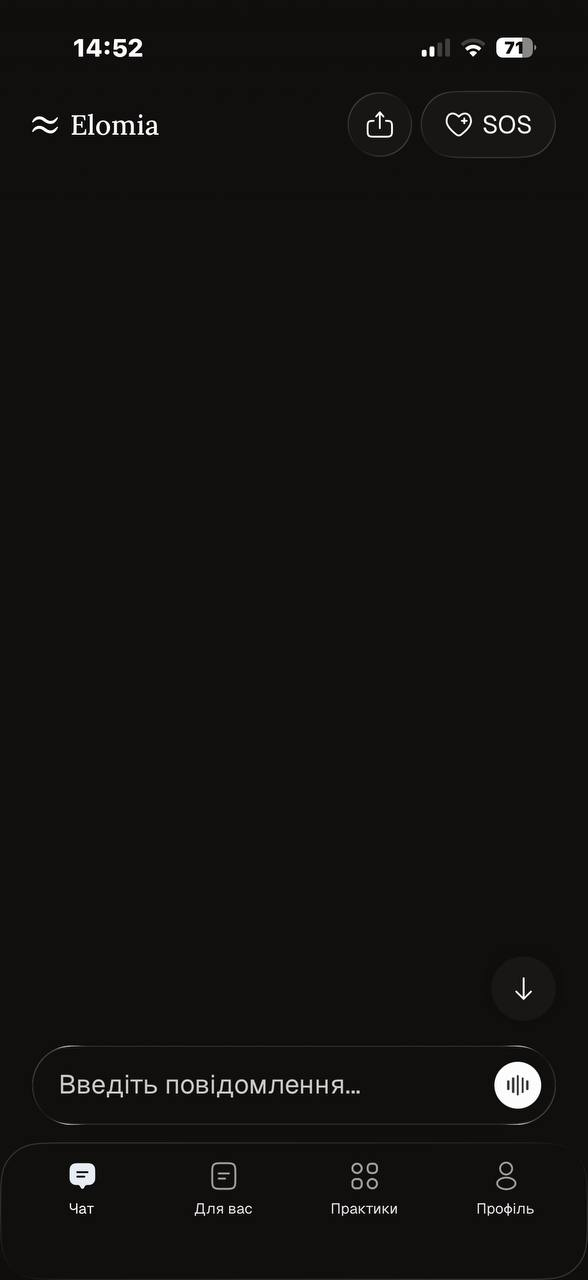 14:52
71
Elomia
SOS
Введіть повідомлення...
Чат
Для вас
Практики
Профіль